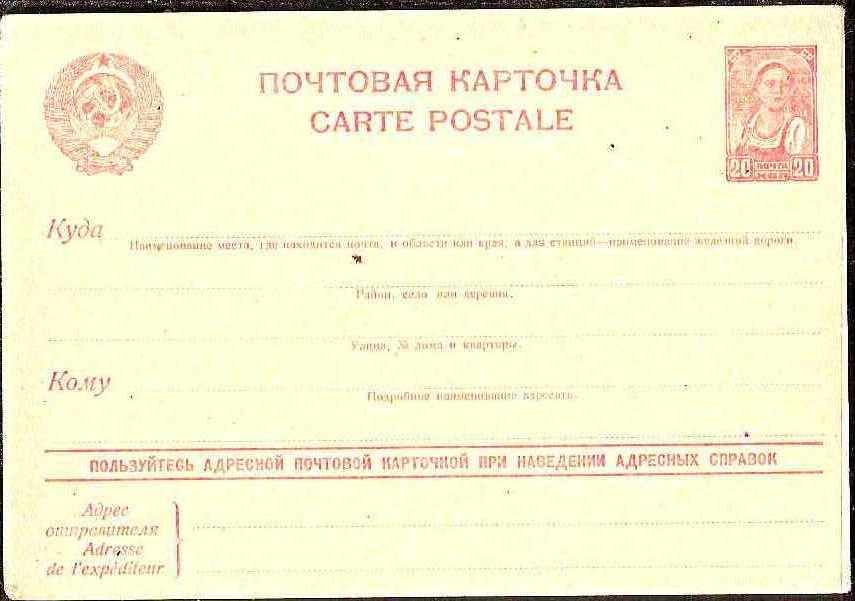 ПОЧТОВАЯ КАРТОЧКА
CARTE POSTALE
20 ПОЧТА КОП 20
Куда
Наименование места, где находится почта, и области или края, а для станций—наименование железной дороги
Район, село или деревня.
Улица, № дома и квартиры.
Кому
Подробное наименование адресата.
ПОЛЬЗУЙТЕСЬ АДРЕСНОЙ ПОЧТОВОЙ КАРТОЧКОЙ ПРИ НАВЕДЕНИИ АДРЕСНЫХ СПРАВОК
Адрес
отправителя
Adresse
de l'expéditeur